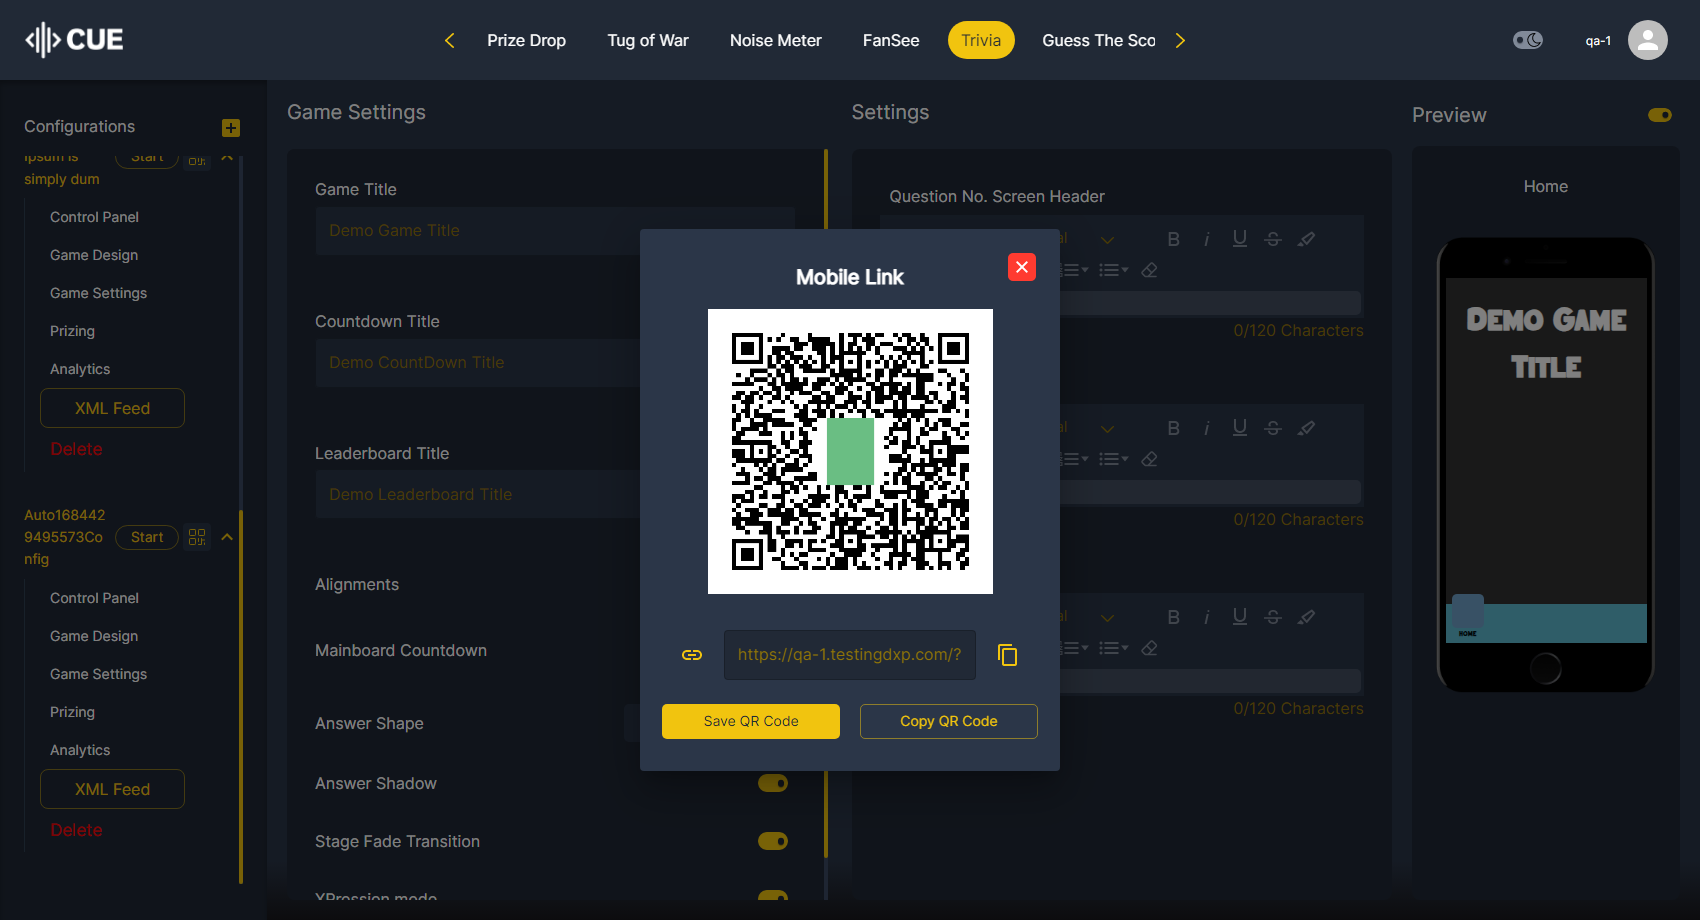 CUE
Prize Drop
Tug of War
Noise Meter
FanSee
Trivia
Guess The Sco
qa-1
Configurations
Ipsum is
simply dum
Start
Control Panel
Game Design
Game Settings
Prizing
Analytics
XML Feed
Delete
Auto168442
9495573Co
nfig
Start
Control Panel
Game Design
Game Settings
Prizing
Analytics
XML Feed
Delete
Game Settings
Game Title
Demo Game Title
Countdown Title
Demo CountDown Title
Leaderboard Title
Demo Leaderboard Title
Alignments
Mainboard Countdown
Answer Shape
Answer Shadow
Stage Fade Transition
XPression mode
Mobile Link
https://qa-1.testingdxp.com/?
Save QR Code
Copy QR Code
Settings
Question No. Screen Header
al
B i U S
0/120 Characters
al
B i U S
0/120 Characters
al
B i U S
0/120 Characters
Preview
Home
Demo Game
Title
HOME